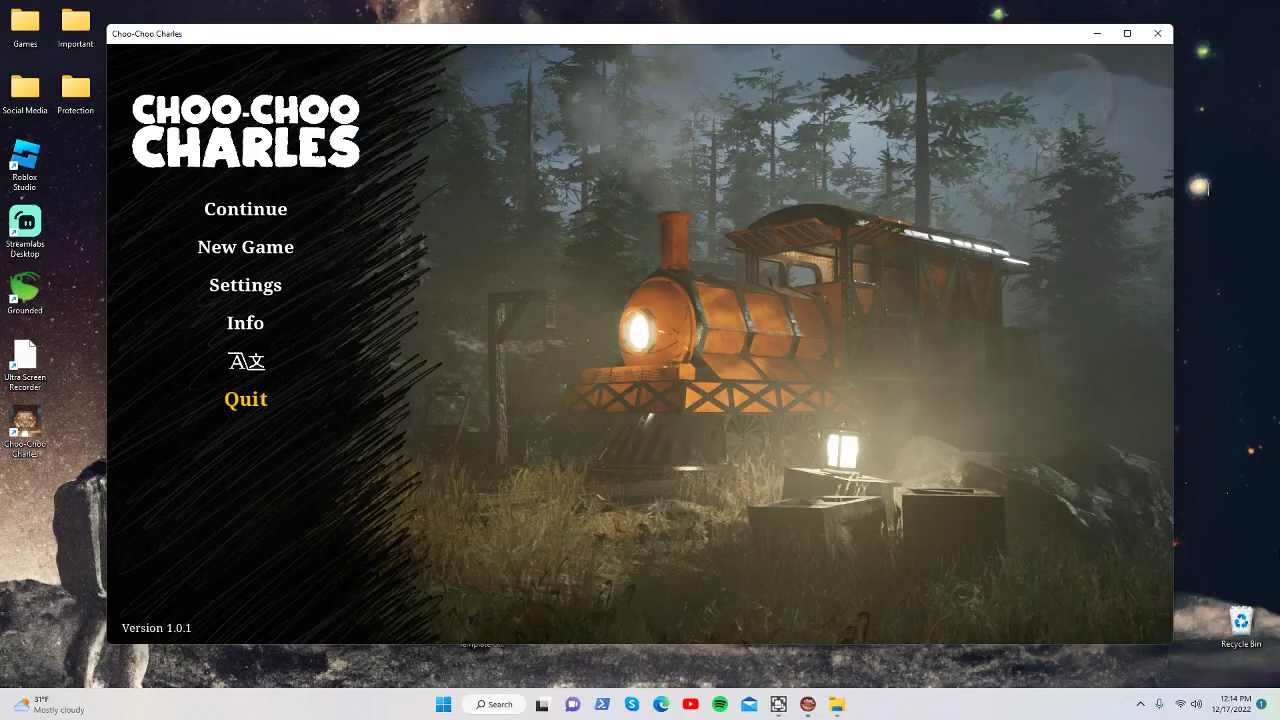 Games
Important
Social Media
Protection
Roblox
Studio
Streamlabs
Desktop
Grounded
Ultra Screen
Recorder
Choo-Choo
Charles
Choo-Choo Charles
CHOO-CHOO
CHARLES
Continue
New Game
Settings
Info
A文
Quit
Version 1.0.1
Recycle Bin
31°F
Mostly cloudy
Search
12:14 PM
12/17/2022